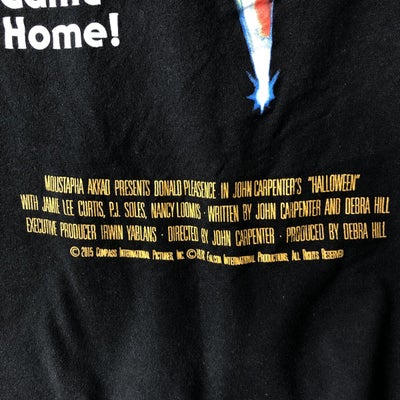 Came
Home!
MOUSTAPHA AKKAD PRESENTS DONALD PLEASENCE IN JOHN CARPENTER'S "HALLOWEEN"
WITH JAMIE LEE CURTIS, P.J. SOLES, NANCY LOOMIS · WRITTEN BY JOHN CARPENTER AND DEBRA HILL
EXECUTIVE PRODUCER IRWIN YABLANS · DIRECTED BY JOHN CARPENTER · PRODUCED BY DEBRA HILL
© 2015 COMPASS INTERNATIONAL PICTURES, INC. © FALCON INTERNATIONAL PRODUCTIONS, ALL RIGHTS RESERVED